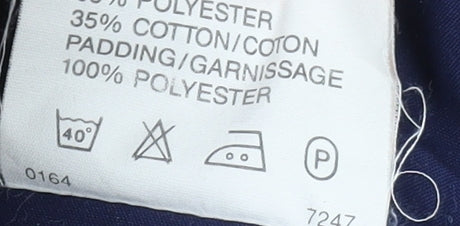 POLYESTER
35% COTTON/COTON
PADDING/GARNISSAGE
100% POLYESTER
40° P
0164
7247